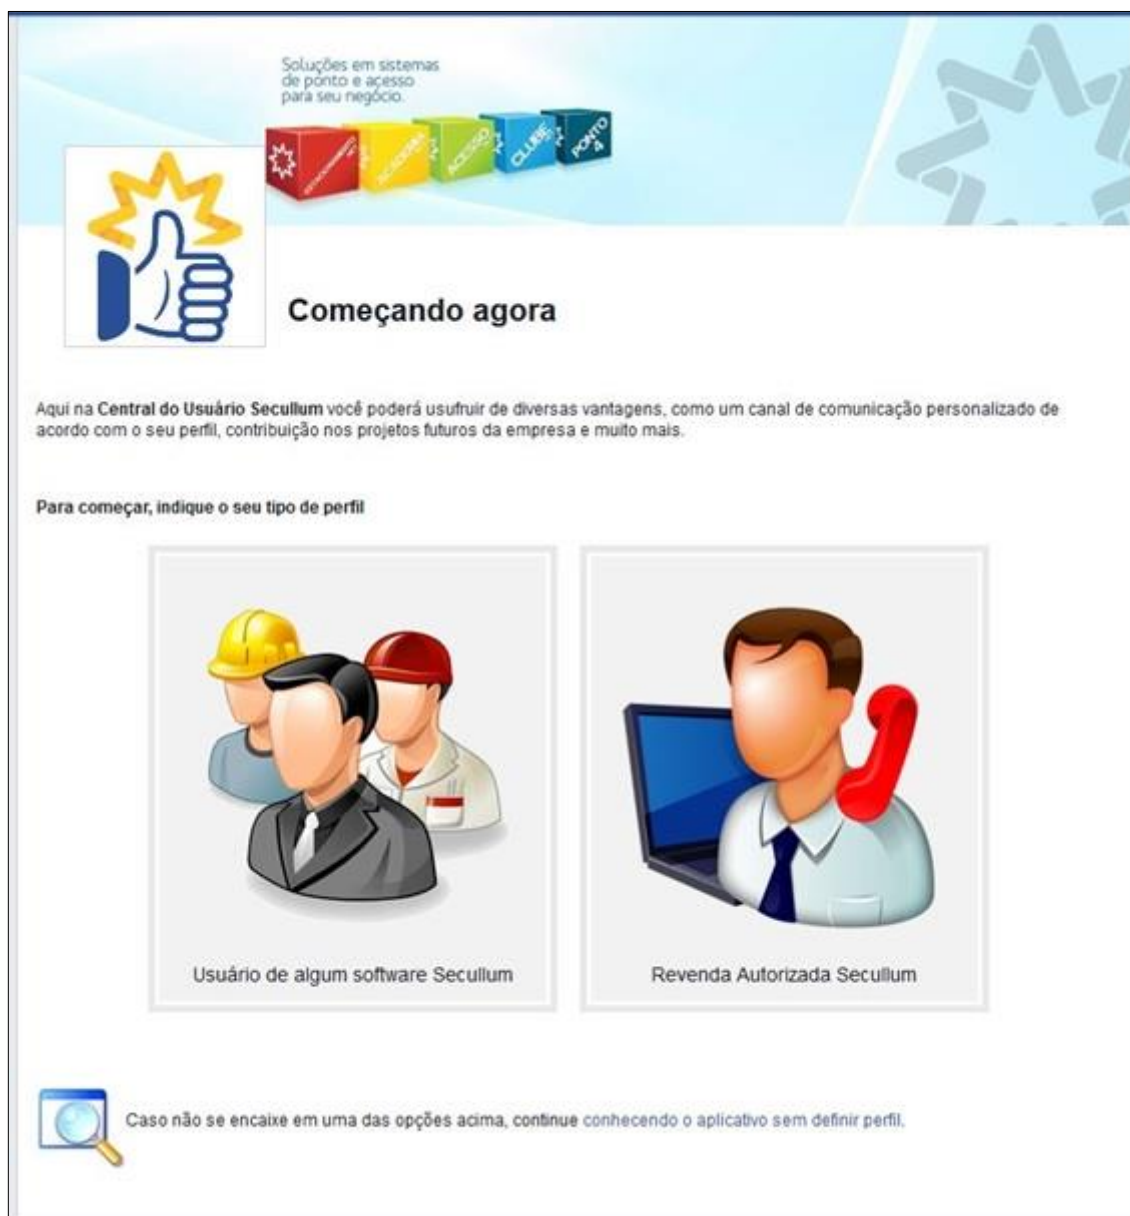 Soluções em sistemas
de ponto e acesso
para seu negócio.
ESTACIONAMENTO
ACADEMIA
ACESSO
CLUBE
PONTO
4
Começando agora
Aqui na Central do Usuário Secullum você poderá usufruir de diversas vantagens, como um canal de comunicação personalizado de
acordo com o seu perfil, contribuição nos projetos futuros da empresa e muito mais.
Para começar, indique o seu tipo de perfil
Usuário de algum software Secullum
Revenda Autorizada Secullum
Caso não se encaixe em uma das opções acima, continue conhecendo o aplicativo sem definir perfil.